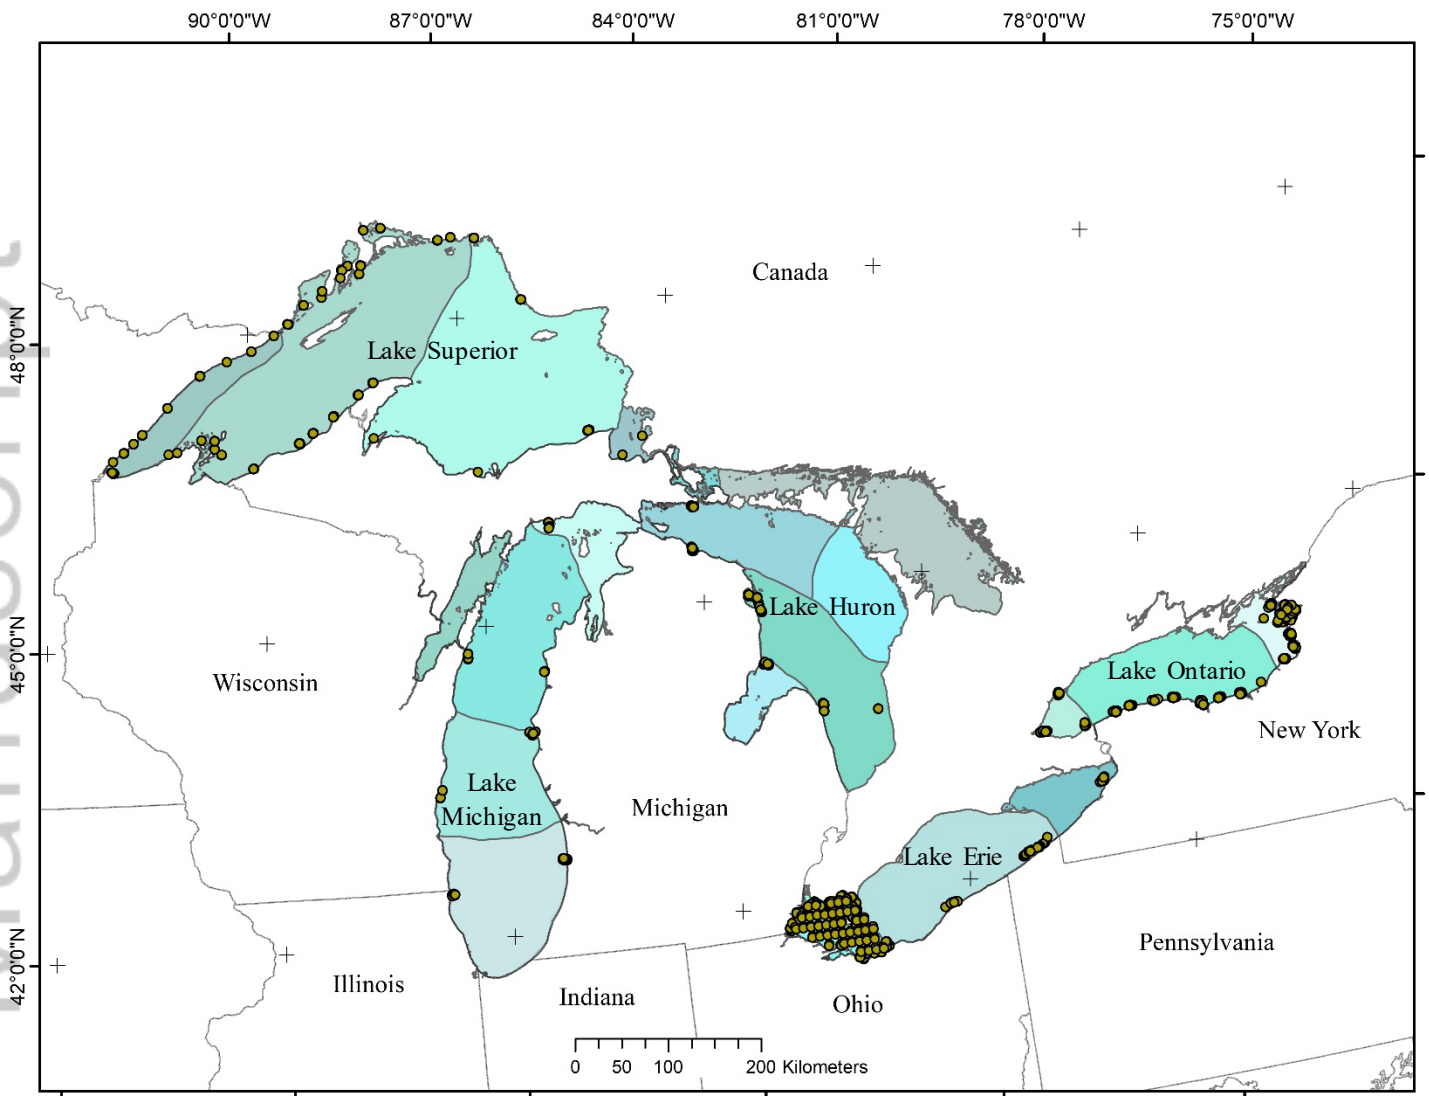 90°0'0"W 87°0'0"W 84°0'0"W 81°0'0"W 78°0'0"W 75°0'0"W
Canada
48°0'0"N
Lake Superior
Lake Huron
45°0'0"N
Lake Ontario
Wisconsin
New York
Lake
Michigan
Michigan
Lake Erie
Pennsylvania
42°0'0"N
Illinois
Indiana
Ohio
0 50 100 200 Kilometers